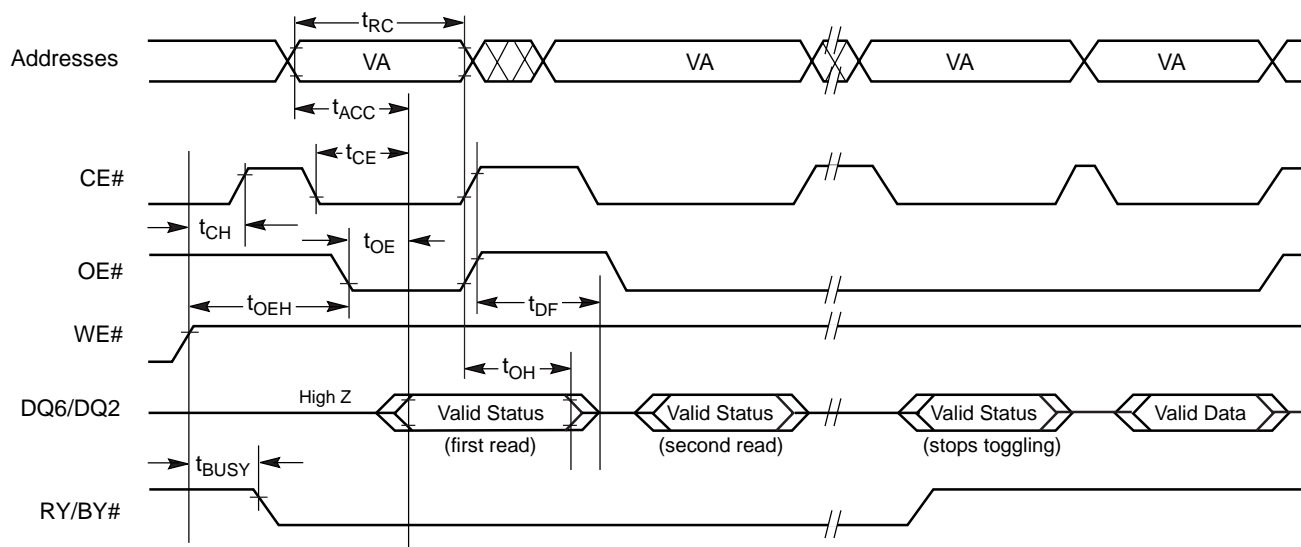 tRC
Addresses VA VA VA VA
tACC
tCE
CE#
tCH tOE
OE#
tOEH tDF
WE#
tOH
High Z
DQ6/DQ2 Valid Status Valid Status Valid Status Valid Data
(first read) (second read) (stops toggling)
tBUSY
RY/BY#